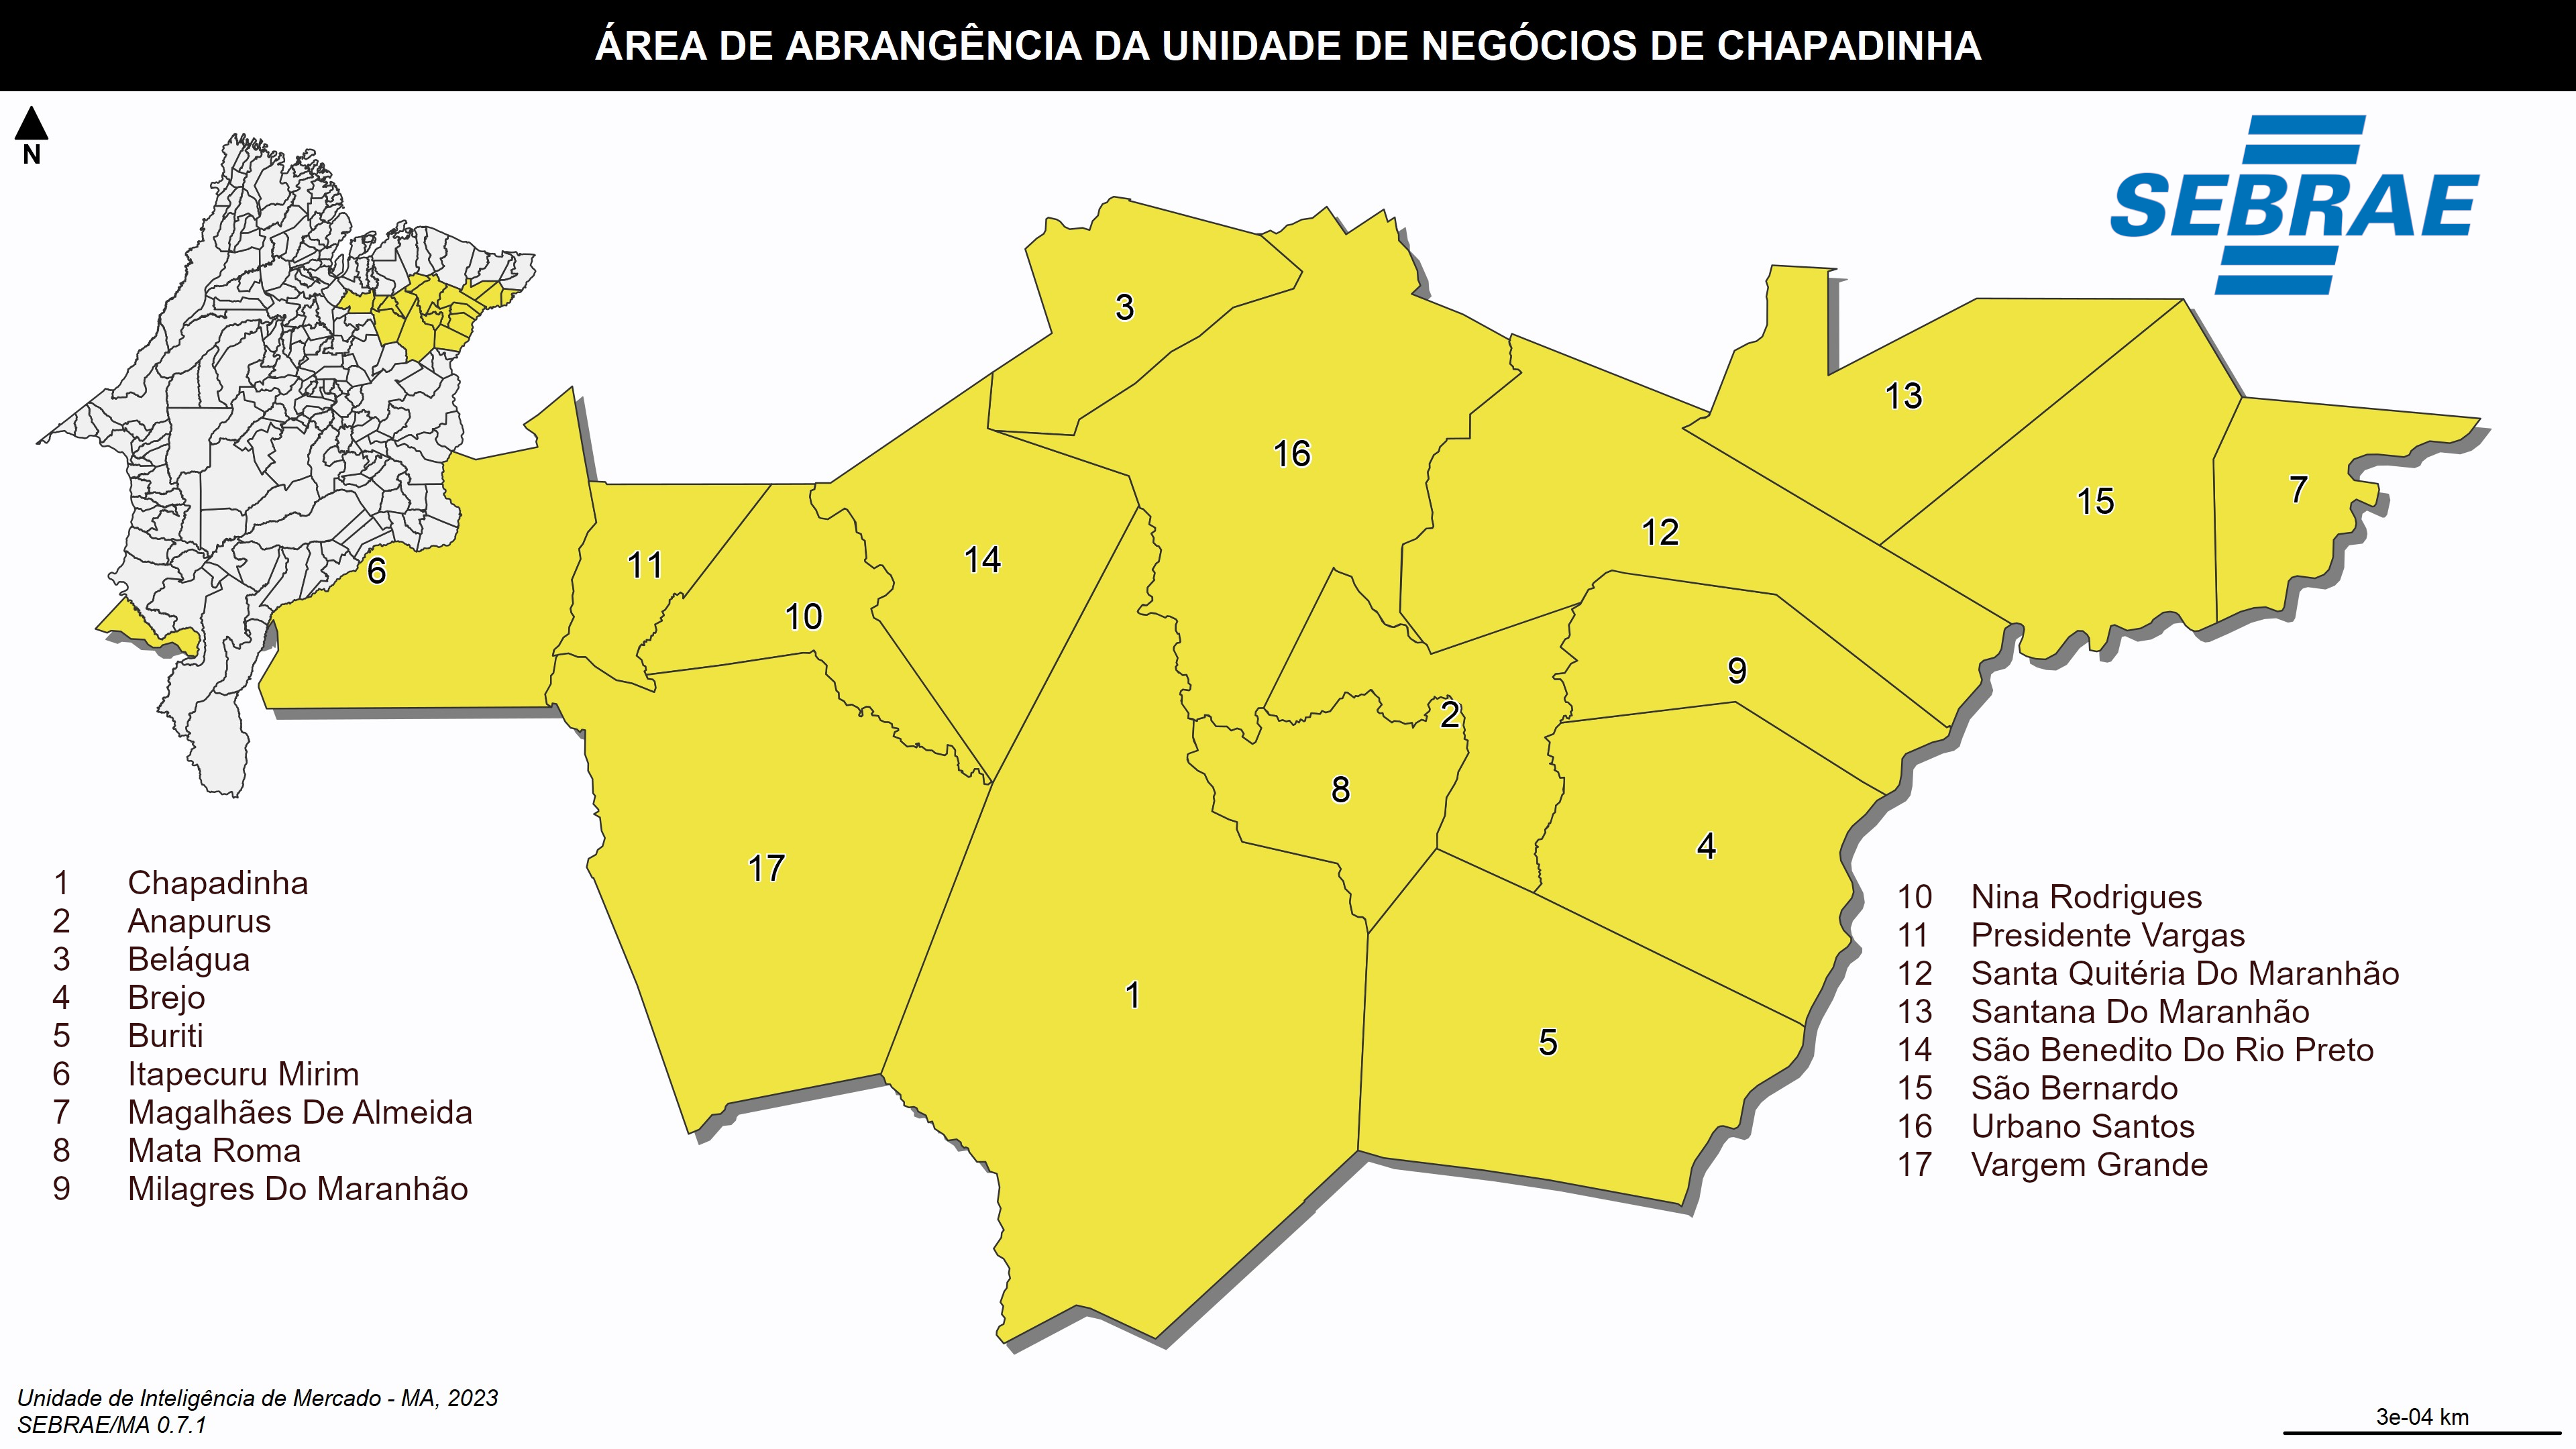 ÁREA DE ABRANGÊNCIA DA UNIDADE DE NEGÓCIOS DE CHAPADINHA
N
SEBRAE
3
16
13
12
15
7
14
11
6
10
9
2
8
4
17
1
5
1 Chapadinha
2 Anapurus
3 Belágua
4 Brejo
5 Buriti
6 Itapecuru Mirim
7 Magalhães De Almeida
8 Mata Roma
9 Milagres Do Maranhão
10 Nina Rodrigues
11 Presidente Vargas
12 Santa Quitéria Do Maranhão
13 Santana Do Maranhão
14 São Benedito Do Rio Preto
15 São Bernardo
16 Urbano Santos
17 Vargem Grande
Unidade de Inteligência de Mercado - MA, 2023
SEBRAE/MA 0.7.1
3e-04 km